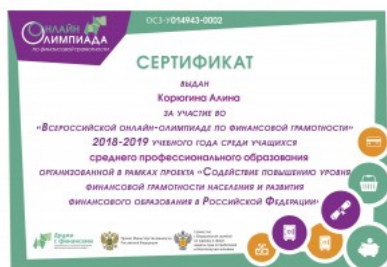 ОСЗ-У014943-0002
ОНЛАЙН
ОЛИМПИАДА
по финансовой грамотности
СЕРТИФИКАТ
ВЫДАН
Корюгина Алина
ЗА УЧАСТИЕ ВО
«ВСЕРОССИЙСКОЙ ОНЛАЙН-ОЛИМПИАДЕ ПО ФИНАНСОВОЙ ГРАМОТНОСТИ»
2018-2019 УЧЕБНОГО ГОДА СРЕДИ УЧАЩИХСЯ
среднего профессионального образования
ОРГАНИЗОВАННОЙ В РАМКАХ ПРОЕКТА «СОДЕЙСТВИЕ ПОВЫШЕНИЮ УРОВНЯ
ФИНАНСОВОЙ ГРАМОТНОСТИ НАСЕЛЕНИЯ И РАЗВИТИЯ
ФИНАНСОВОГО ОБРАЗОВАНИЯ В РОССИЙСКОЙ ФЕДЕРАЦИИ»
Дружи
с финансами